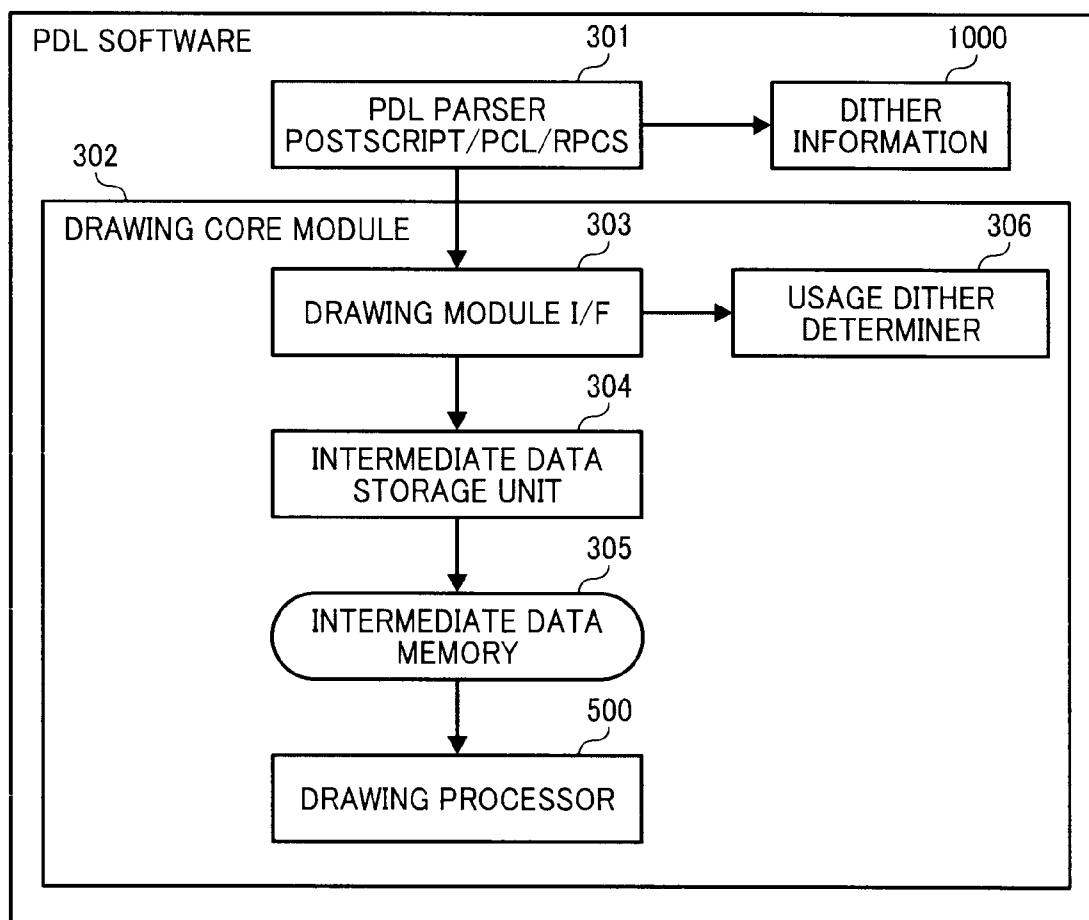 PDL SOFTWARE
301
1000
PDL PARSER
POSTSCRIPT/PCL/RPCS
DITHER
INFORMATION
302
DRAWING CORE MODULE
303
306
DRAWING MODULE I/F
USAGE DITHER
DETERMINER
304
INTERMEDIATE DATA
STORAGE UNIT
305
INTERMEDIATE DATA
MEMORY
500
DRAWING PROCESSOR